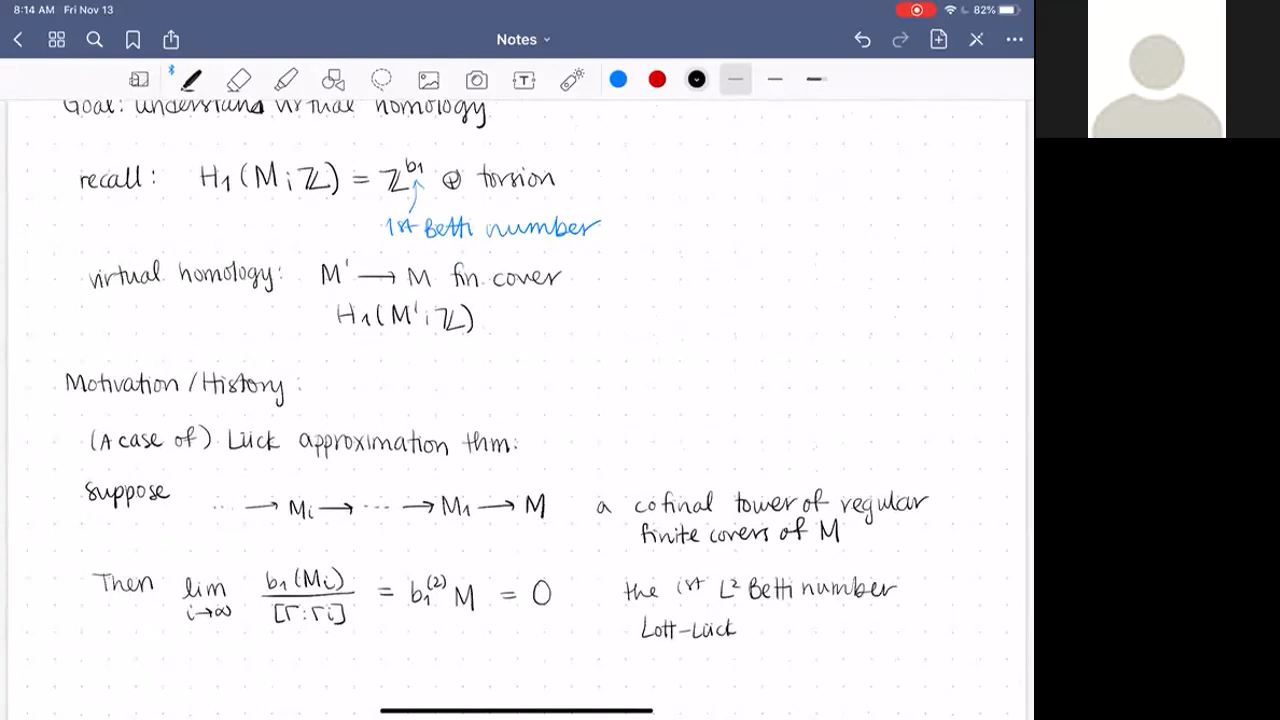 8:14 AM Fri Nov 13
82%
Notes
Goal: understand virtual homology
recall: H₁(M; ℤ) = ℤ^b₁ ⊕ torsion
1st Betti number
virtual homology: M' → M fin cover
H₁(M'; ℤ)
Motivation/History:
(A case of) Lück approximation thm:
Suppose ... → Mᵢ → ... → M₁ → M a cofinal tower of regular
finite covers of M
Then lim i→∞ b₁(Mᵢ) / [Γ:Γᵢ] = b₁⁽²⁾ M = 0 the 1st L² Betti number
Lott-Lück